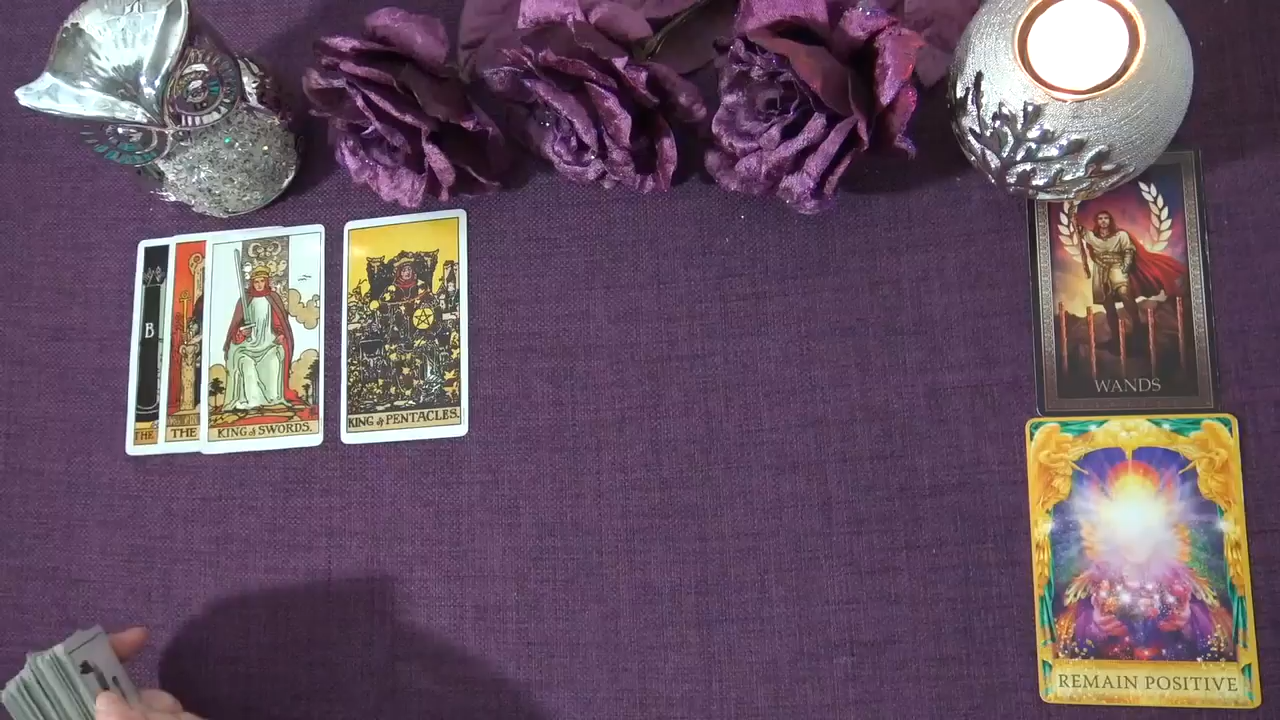 B
THE
THE
KING of SWORDS.
KING of PENTACLES.
WANDS
REMAIN POSITIVE